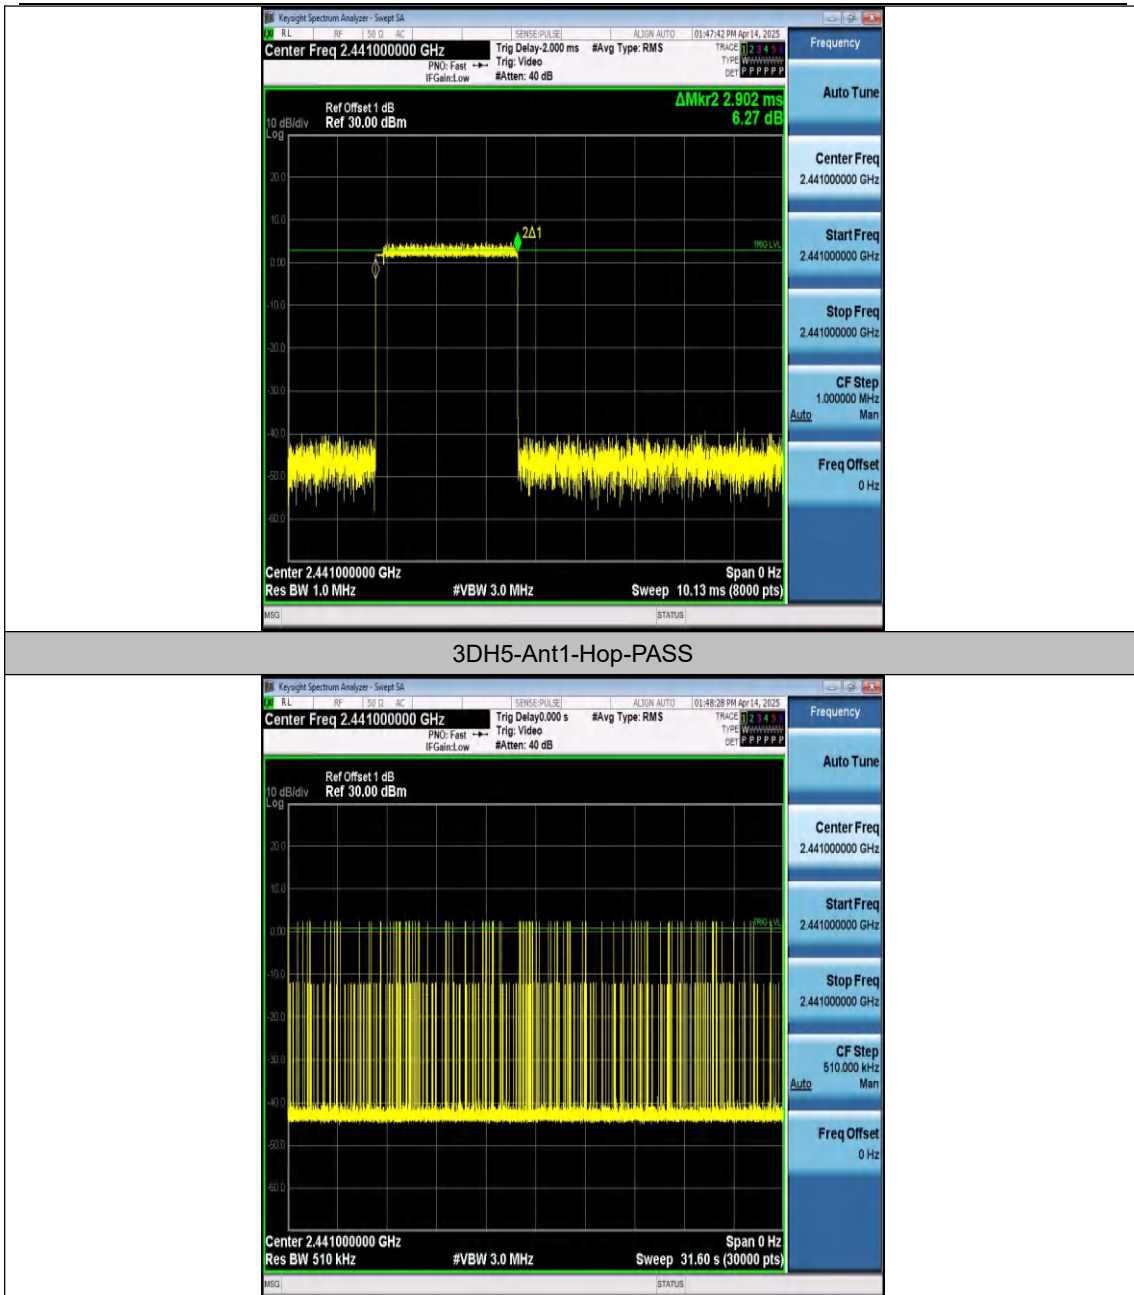 Keysight Spectrum Analyzer - Swept SA
RL RF 50 Ω AC SENSE:PULSE ALIGN AUTO 01:47:42 PM Apr 14, 2025
Center Freq 2.441000000 GHz
PNO: Fast
IFGain:Low
Trig Delay-2.000 ms
Trig: Video
#Atten: 40 dB
#Avg Type: RMS
TRACE 1 2 3 4 5 6
TYPE WWWWWW
DET P P P P P P
ΔMkr2 2.902 ms
6.27 dB
Ref Offset 1 dB
10 dB/div Ref 30.00 dBm
Log
20.0
10.0
2Δ1
TRIG LVL
0.00
-10.0
-20.0
-30.0
-40.0
-50.0
-60.0
Center 2.441000000 GHz Span 0 Hz
Res BW 1.0 MHz #VBW 3.0 MHz Sweep 10.13 ms (8000 pts)
MSG STATUS
Frequency
Auto Tune
Center Freq
2.441000000 GHz
Start Freq
2.441000000 GHz
Stop Freq
2.441000000 GHz
CF Step
1.000000 MHz
Auto Man
Freq Offset
0 Hz
3DH5-Ant1-Hop-PASS
Keysight Spectrum Analyzer - Swept SA
RL RF 50 Ω AC SENSE:PULSE ALIGN AUTO 01:48:28 PM Apr 14, 2025
Center Freq 2.441000000 GHz
PNO: Fast
IFGain:Low
Trig Delay0.000 s
Trig: Video
#Atten: 40 dB
#Avg Type: RMS
TRACE 1 2 3 4 5 6
TYPE WWWWWW
DET P P P P P P
Ref Offset 1 dB
10 dB/div Ref 30.00 dBm
Log
20.0
10.0
TRIG LVL
0.00
-10.0
-20.0
-30.0
-40.0
-50.0
-60.0
Center 2.441000000 GHz Span 0 Hz
Res BW 510 kHz #VBW 3.0 MHz Sweep 31.60 s (30000 pts)
MSG STATUS
Frequency
Auto Tune
Center Freq
2.441000000 GHz
Start Freq
2.441000000 GHz
Stop Freq
2.441000000 GHz
CF Step
510.000 kHz
Auto Man
Freq Offset
0 Hz